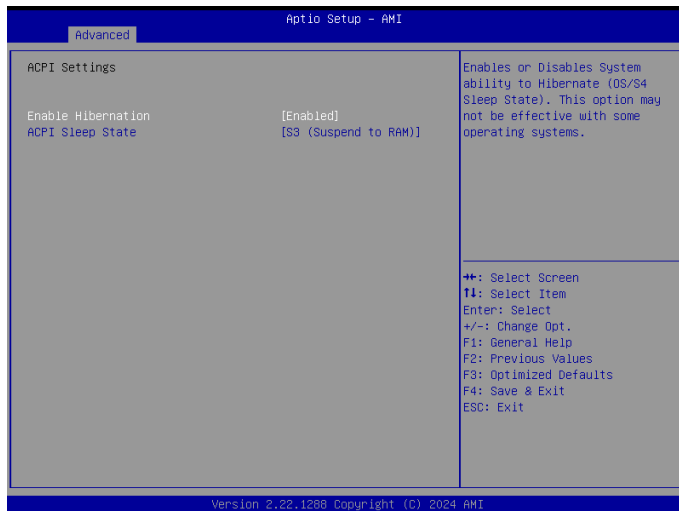 Aptio Setup – AMI
Advanced
ACPI Settings
Enable Hibernation [Enabled]
ACPI Sleep State [S3 (Suspend to RAM)]
Enables or Disables System
ability to Hibernate (OS/S4
Sleep State). This option may
not be effective with some
operating systems.
→←: Select Screen
↑↓: Select Item
Enter: Select
+/-: Change Opt.
F1: General Help
F2: Previous Values
F3: Optimized Defaults
F4: Save & Exit
ESC: Exit
Version 2.22.1288 Copyright (C) 2024 AMI